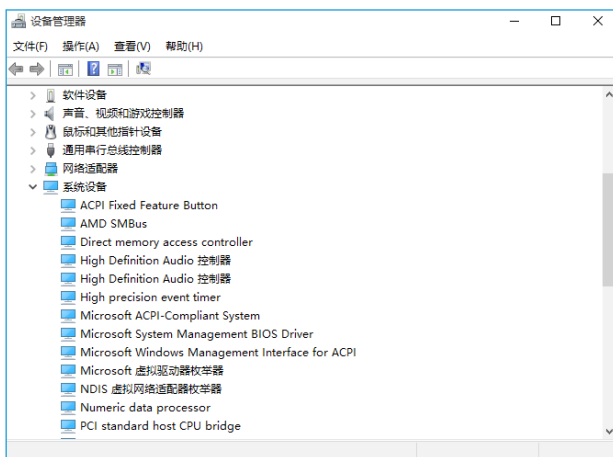 设备管理器
文件(F) 操作(A) 查看(V) 帮助(H)
软件设备
声音、视频和游戏控制器
鼠标和其他指针设备
通用串行总线控制器
网络适配器
系统设备
ACPI Fixed Feature Button
AMD SMBus
Direct memory access controller
High Definition Audio 控制器
High Definition Audio 控制器
High precision event timer
Microsoft ACPI-Compliant System
Microsoft System Management BIOS Driver
Microsoft Windows Management Interface for ACPI
Microsoft 虚拟驱动器枚举器
NDIS 虚拟网络适配器枚举器
Numeric data processor
PCI standard host CPU bridge